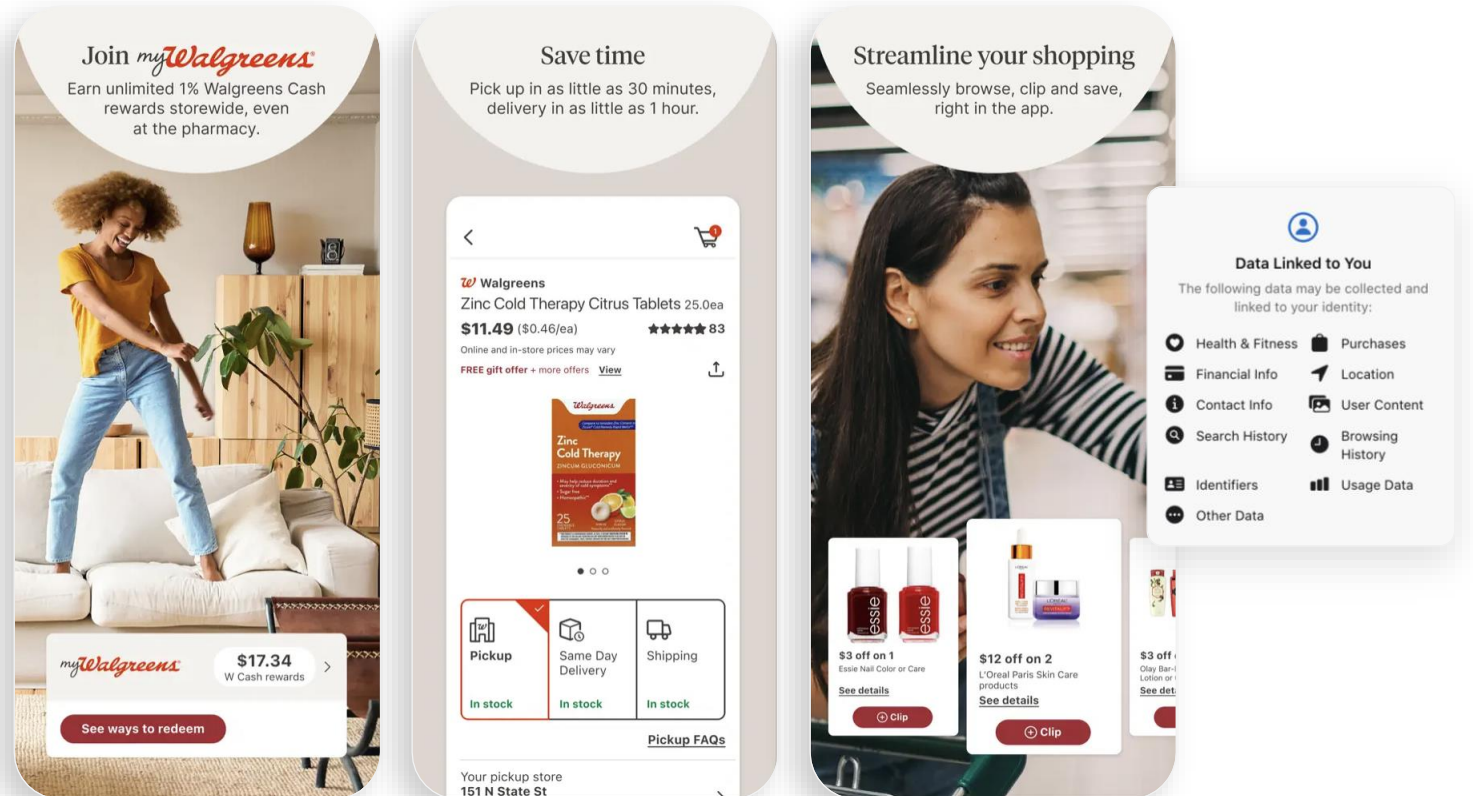 Join myWalgreens®
Earn unlimited 1% Walgreens Cash
rewards storewide, even
at the pharmacy.
myWalgreens
$17.34
W Cash rewards
See ways to redeem
Save time
Pick up in as little as 30 minutes,
delivery in as little as 1 hour.
1
W Walgreens
Zinc Cold Therapy Citrus Tablets 25.0ea
$11.49 ($0.46/ea)
83
Online and in-store prices may vary
FREE gift offer + more offers View
Walgreens
Zinc
Cold Therapy
ZINCUM GLUCONICUM
25
Pickup
In stock
Same Day
Delivery
In stock
Shipping
In stock
Pickup FAQs
Your pickup store
151 N State St
Streamline your shopping
Seamlessly browse, clip and save,
right in the app.
essie
essie
$3 off on 1
Essie Nail Color or Care
See details
Clip
$12 off on 2
L'Oreal Paris Skin Care
products
See details
Clip
$3 off
Olay Bar-
Lotion or
See deta
Data Linked to You
The following data may be collected and
linked to your identity:
Health & Fitness
Purchases
Financial Info
Location
Contact Info
User Content
Search History
Browsing
History
Identifiers
Usage Data
Other Data